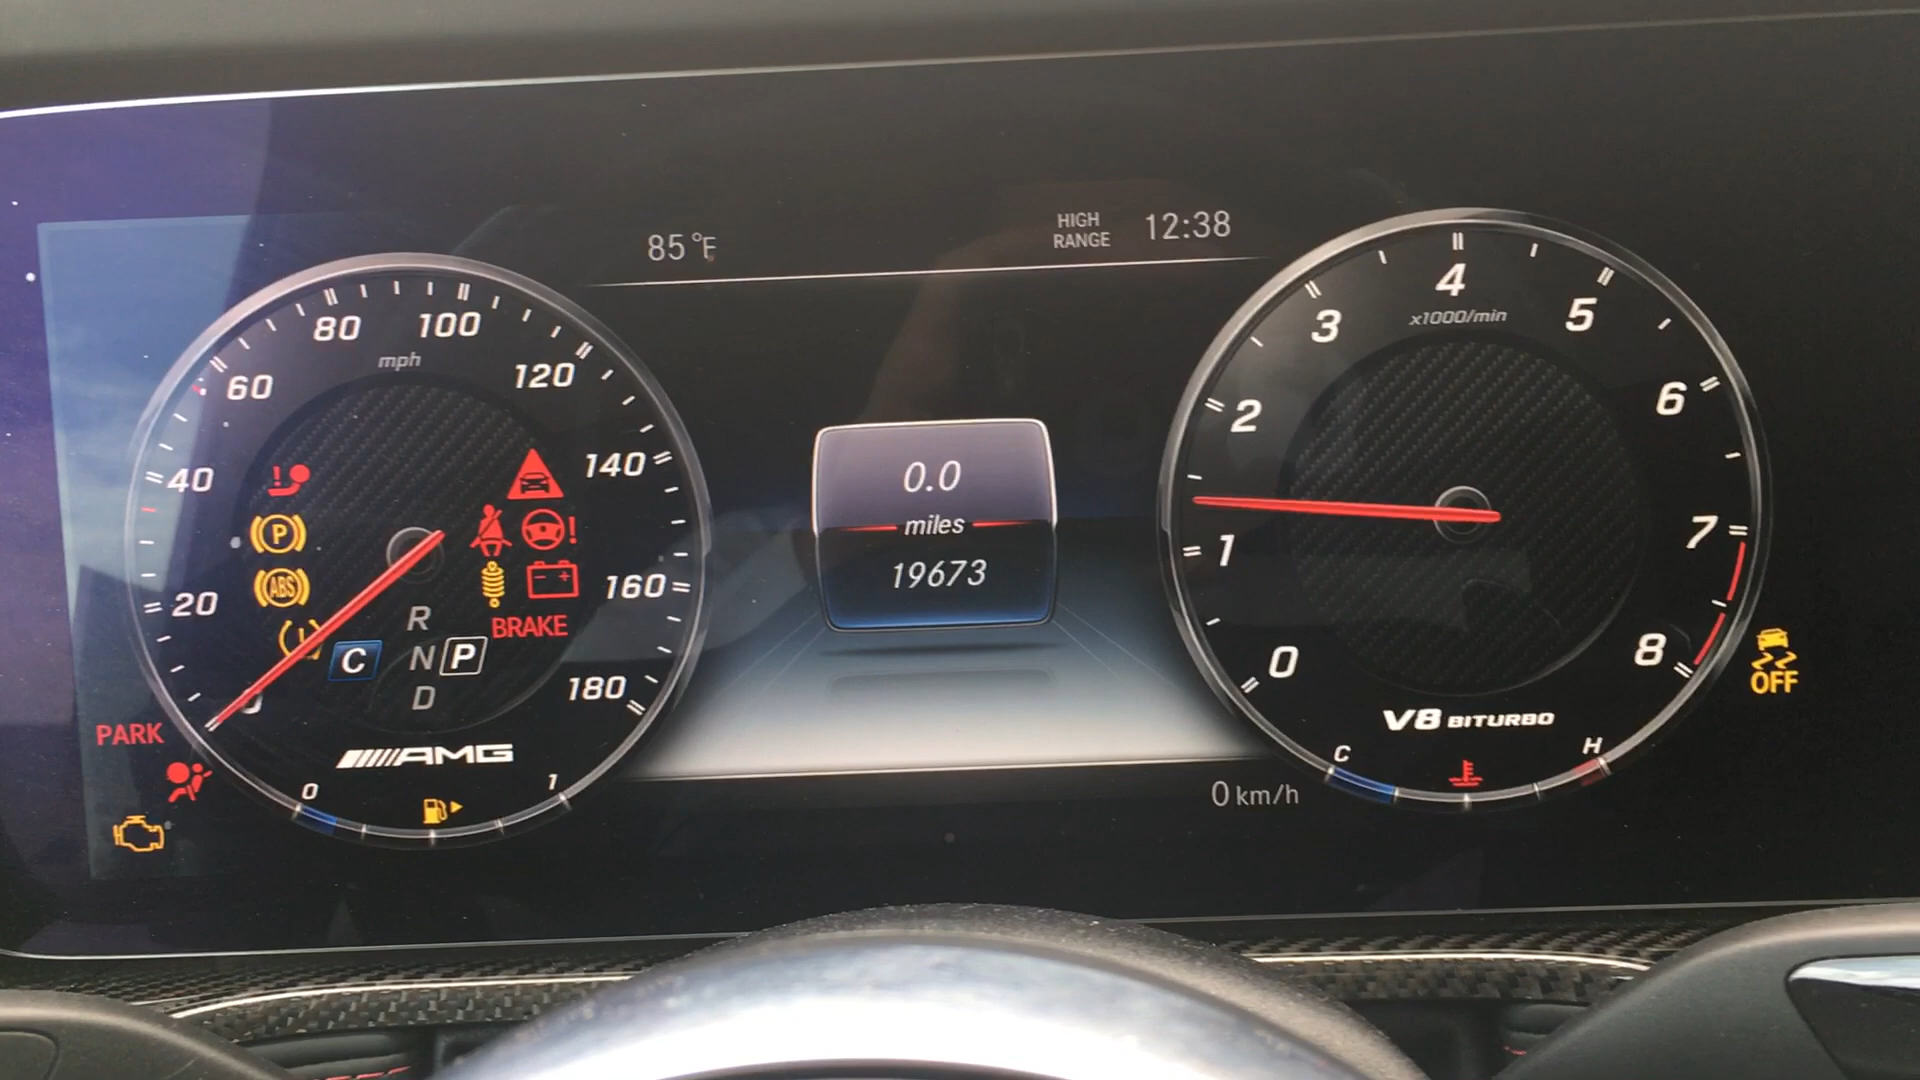 85°F
HIGH
RANGE
12:38
80
100
mph
60
120
40
140
20
160
0
180
P
ABS
BRAKE
R
C
N
P
D
AMG
PARK
0
1
0.0
miles
19673
4
x1000/min
3
5
2
6
1
7
0
8
V8 BITURBO
C
H
OFF
0 km/h